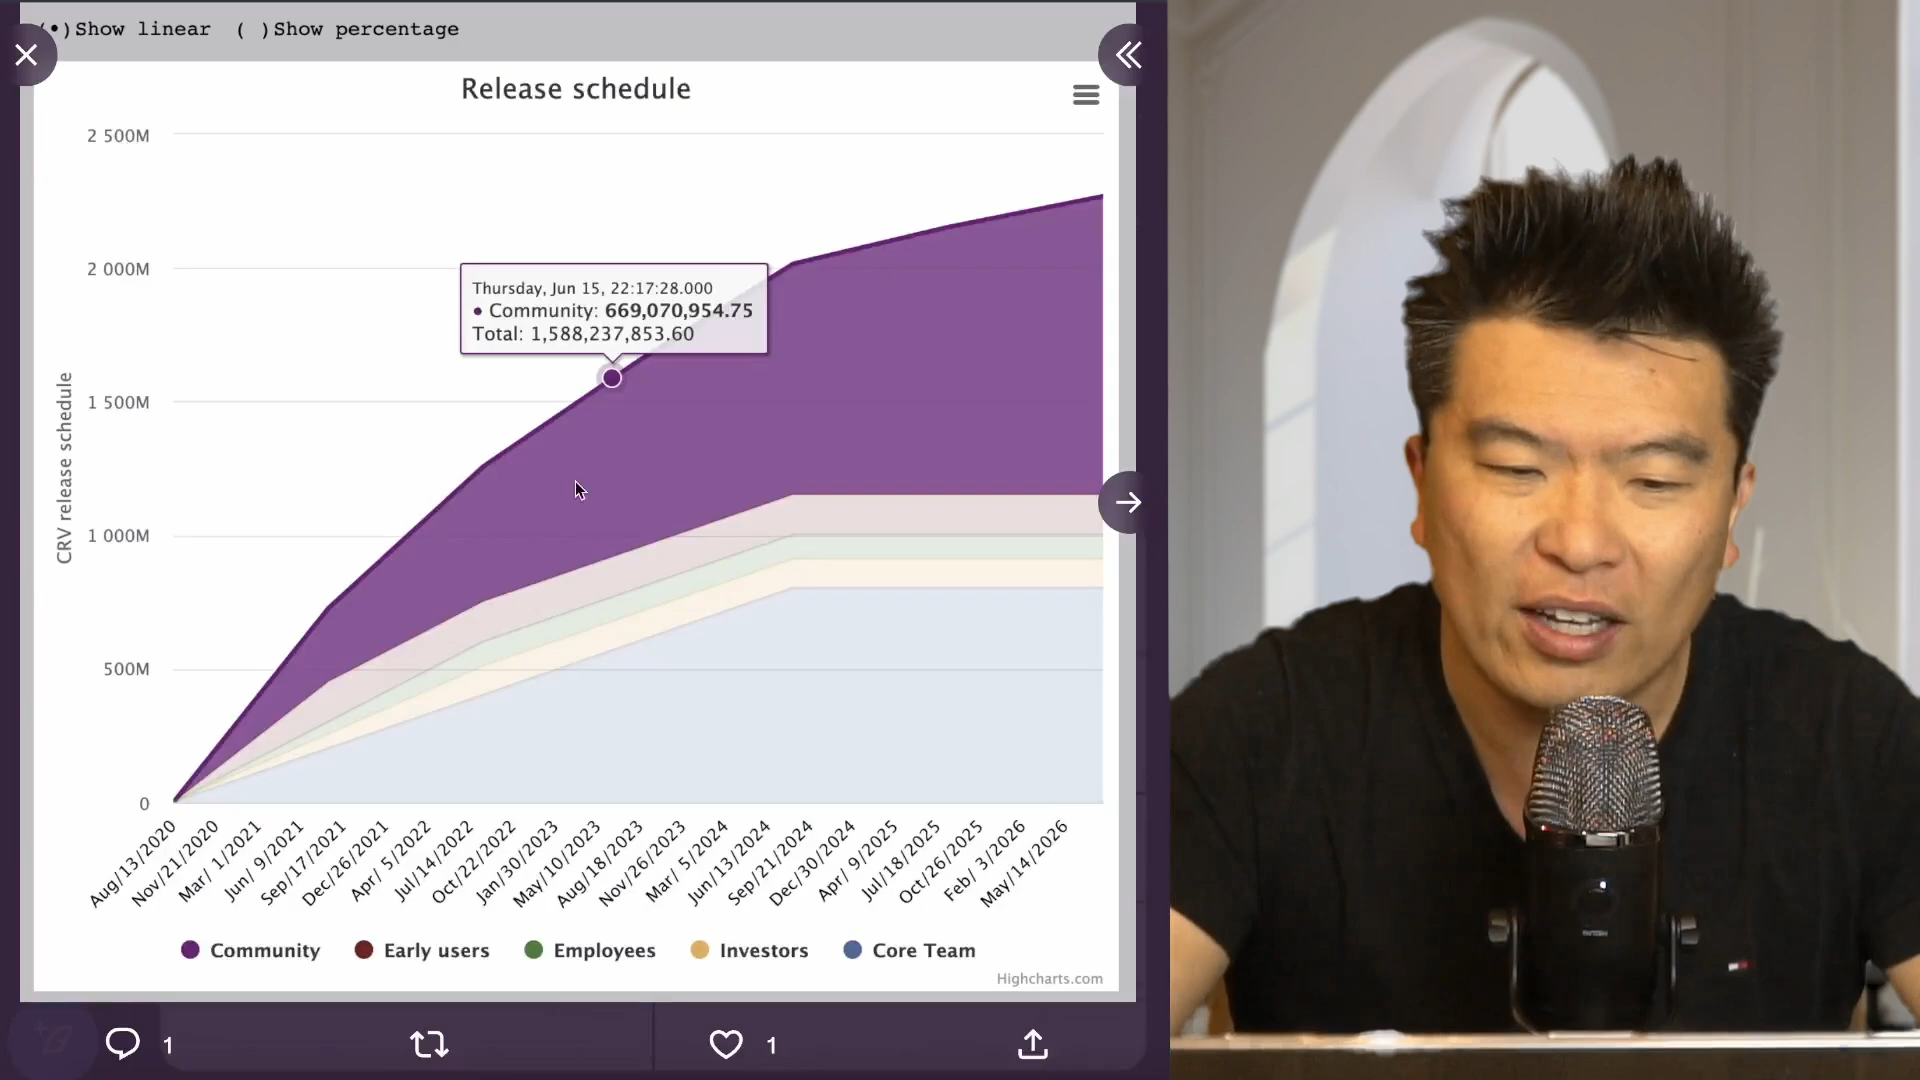 (•)Show linear ( )Show percentage
Release schedule
2 500M
2 000M
1 500M
1 000M
500M
0
CRV release schedule
Thursday, Jun 15, 22:17:28.000
• Community: 669,070,954.75
Total: 1,588,237,853.60
Aug/13/2020
Nov/21/2020
Mar/ 1/2021
Jun/ 9/2021
Sep/17/2021
Dec/26/2021
Apr/ 5/2022
Jul/14/2022
Oct/22/2022
Jan/30/2023
May/10/2023
Aug/18/2023
Nov/26/2023
Mar/ 5/2024
Jun/13/2024
Sep/21/2024
Dec/30/2024
Apr/ 9/2025
Jul/18/2025
Oct/26/2025
Feb/ 3/2026
May/14/2026
Community Early users Employees Investors Core Team
Highcharts.com
1 1